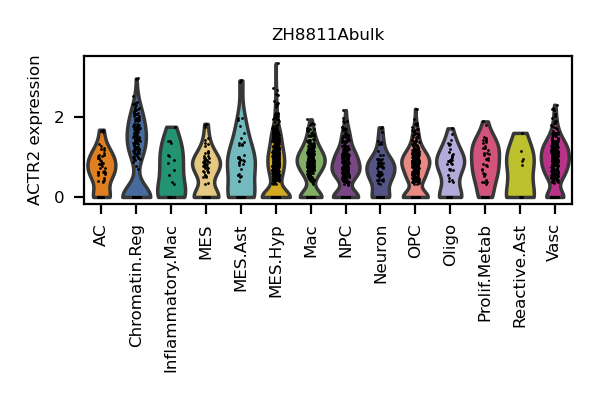 ZH8811Abulk
ACTR2 expression
2
0
AC
Chromatin.Reg
Inflammatory.Mac
MES
MES.Ast
MES.Hyp
Mac
NPC
Neuron
OPC
Oligo
Prolif.Metab
Reactive.Ast
Vasc